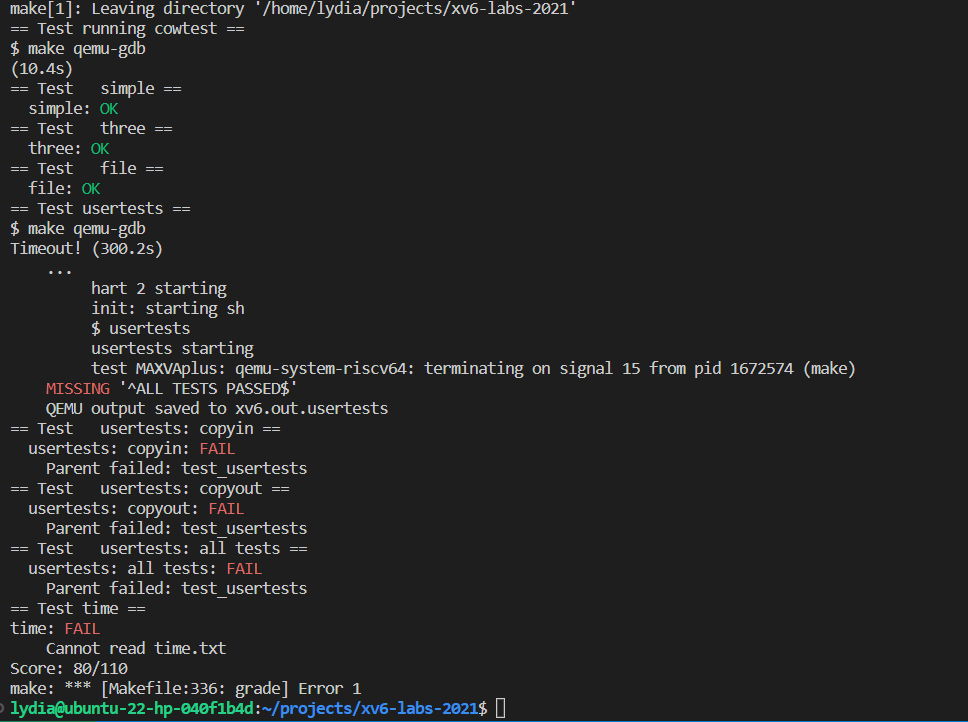 make[1]: Leaving directory '/home/lydia/projects/xv6-labs-2021'
== Test running cowtest ==
$ make qemu-gdb
(10.4s)
== Test   simple ==
  simple: OK
== Test   three ==
  three: OK
== Test   file ==
  file: OK
== Test usertests ==
$ make qemu-gdb
Timeout! (300.2s)
    ...
         hart 2 starting
         init: starting sh
         $ usertests
         usertests starting
         test MAXVAplus: qemu-system-riscv64: terminating on signal 15 from pid 1672574 (make)
    MISSING '^ALL TESTS PASSED$'
    QEMU output saved to xv6.out.usertests
== Test   usertests: copyin ==
  usertests: copyin: FAIL
    Parent failed: test_usertests
== Test   usertests: copyout ==
  usertests: copyout: FAIL
    Parent failed: test_usertests
== Test   usertests: all tests ==
  usertests: all tests: FAIL
    Parent failed: test_usertests
== Test time ==
time: FAIL
    Cannot read time.txt
Score: 80/110
make: *** [Makefile:336: grade] Error 1
lydia@ubuntu-22-hp-040f1b4d:~/projects/xv6-labs-2021$